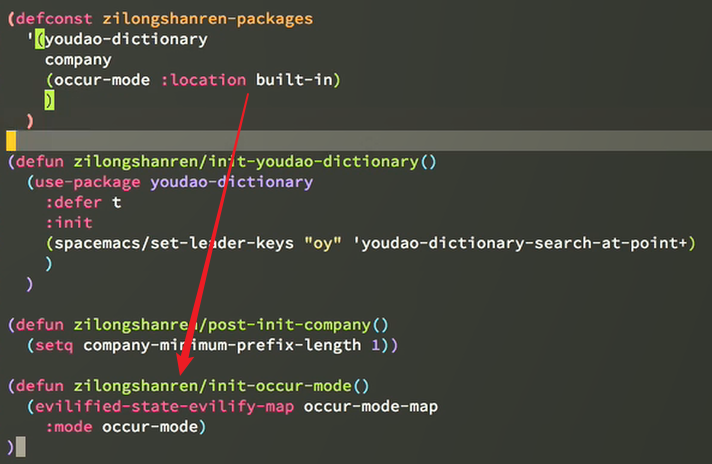 (defconst zilongshanren-packages
  '(youdao-dictionary
    company
    (occur-mode :location built-in)
    )
  )
(defun zilongshanren/init-youdao-dictionary()
  (use-package youdao-dictionary
    :defer t
    :init
    (spacemacs/set-leader-keys "oy" 'youdao-dictionary-search-at-point+)
    )
  )
(defun zilongshanren/post-init-company()
  (setq company-minimum-prefix-length 1))
(defun zilongshanren/init-occur-mode()
  (evilified-state-evilify-map occur-mode-map
    :mode occur-mode)
)